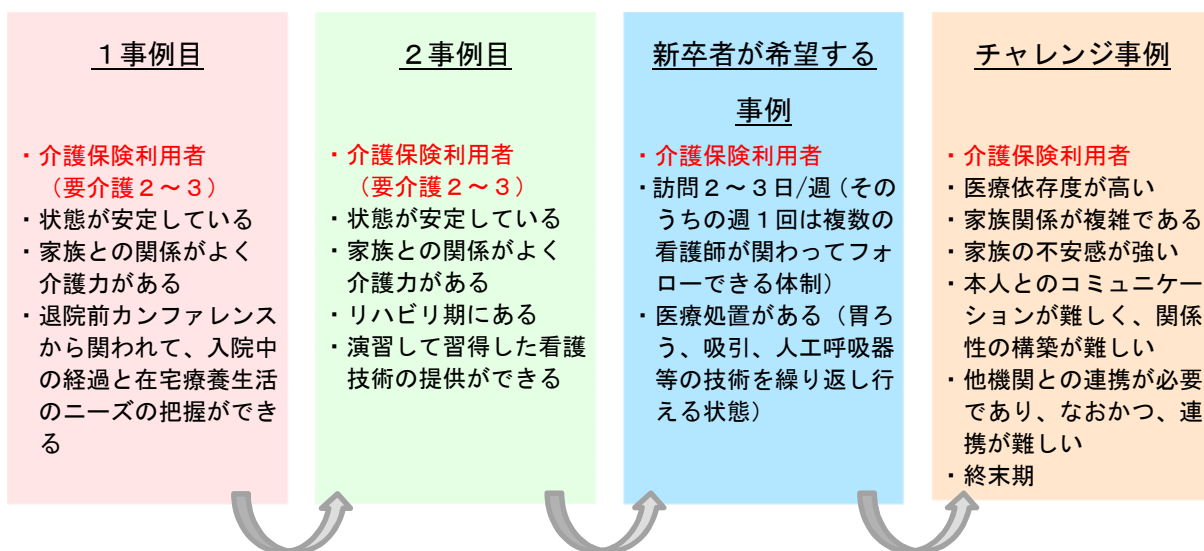 1事例目
・介護保険利用者
（要介護2～3）
・状態が安定している
・家族との関係がよく
介護力がある
・退院前カンファレンス
から関われて、入院中
の経過と在宅療養生活
のニーズの把握ができ
る
2事例目
・介護保険利用者
（要介護2～3）
・状態が安定している
・家族との関係がよく
介護力がある
・リハビリ期にある
・演習して習得した看護
技術の提供ができる
新卒者が希望する
事例
・介護保険利用者
・訪問2～3日/週（その
うちの週1回は複数の
看護師が関わってフォ
ローできる体制）
・医療処置がある（胃ろ
う、吸引、人工呼吸器
等の技術を繰り返し行
える状態）
チャレンジ事例
・介護保険利用者
・医療依存度が高い
・家族関係が複雑である
・家族の不安感が強い
・本人とのコミュニケー
ションが難しく、関係
性の構築が難しい
・他機関との連携が必要
であり、なおかつ、連
携が難しい
・終末期